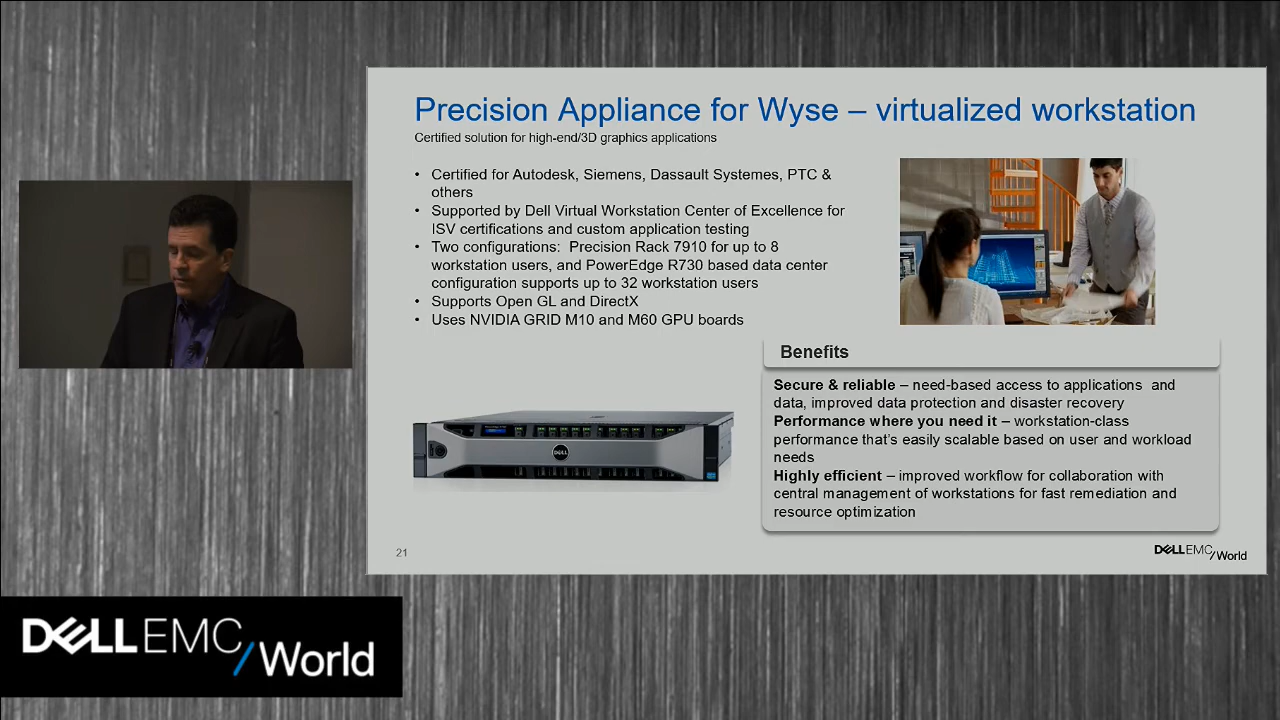 Precision Appliance for Wyse – virtualized workstation
Certified solution for high-end/3D graphics applications
• Certified for Autodesk, Siemens, Dassault Systemes, PTC &
others
• Supported by Dell Virtual Workstation Center of Excellence for
ISV certifications and custom application testing
• Two configurations:  Precision Rack 7910 for up to 8
workstation users, and PowerEdge R730 based data center
configuration supports up to 32 workstation users
• Supports Open GL and DirectX
• Uses NVIDIA GRID M10 and M60 GPU boards
DELL
Benefits
Secure & reliable – need-based access to applications  and
data, improved data protection and disaster recovery
Performance where you need it – workstation-class
performance that's easily scalable based on user and workload
needs
Highly efficient – improved workflow for collaboration with
central management of workstations for fast remediation and
resource optimization
21
DELLEMC/World
DELLEMC/World